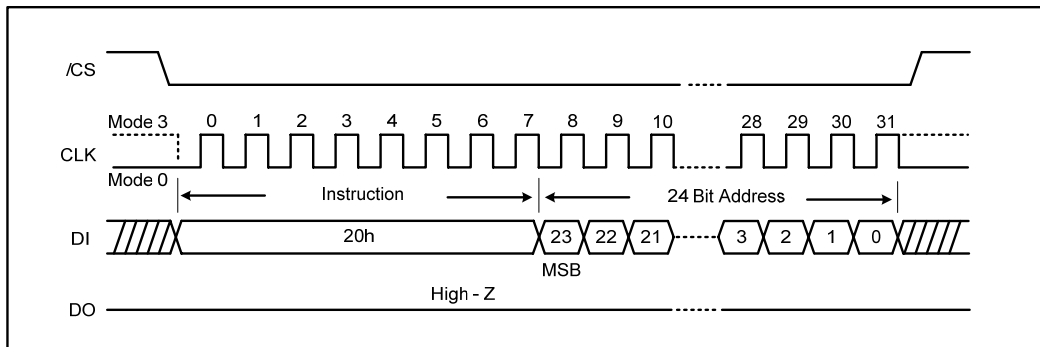 /CS
Mode 3 0 1 2 3 4 5 6 7 8 9 10 28 29 30 31
CLK
Mode 0
Instruction 24 Bit Address
DI 20h 23 22 21 3 2 1 0
MSB
High - Z
DO